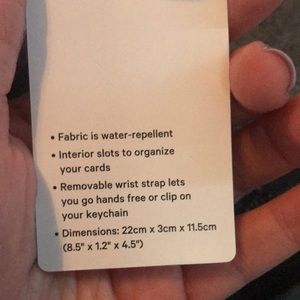 • Fabric is water-repellent
• Interior slots to organize
your cards
• Removable wrist strap lets
you go hands free or clip on
your keychain
• Dimensions: 22cm x 3cm x 11.5cm
(8.5" x 1.2" x 4.5")